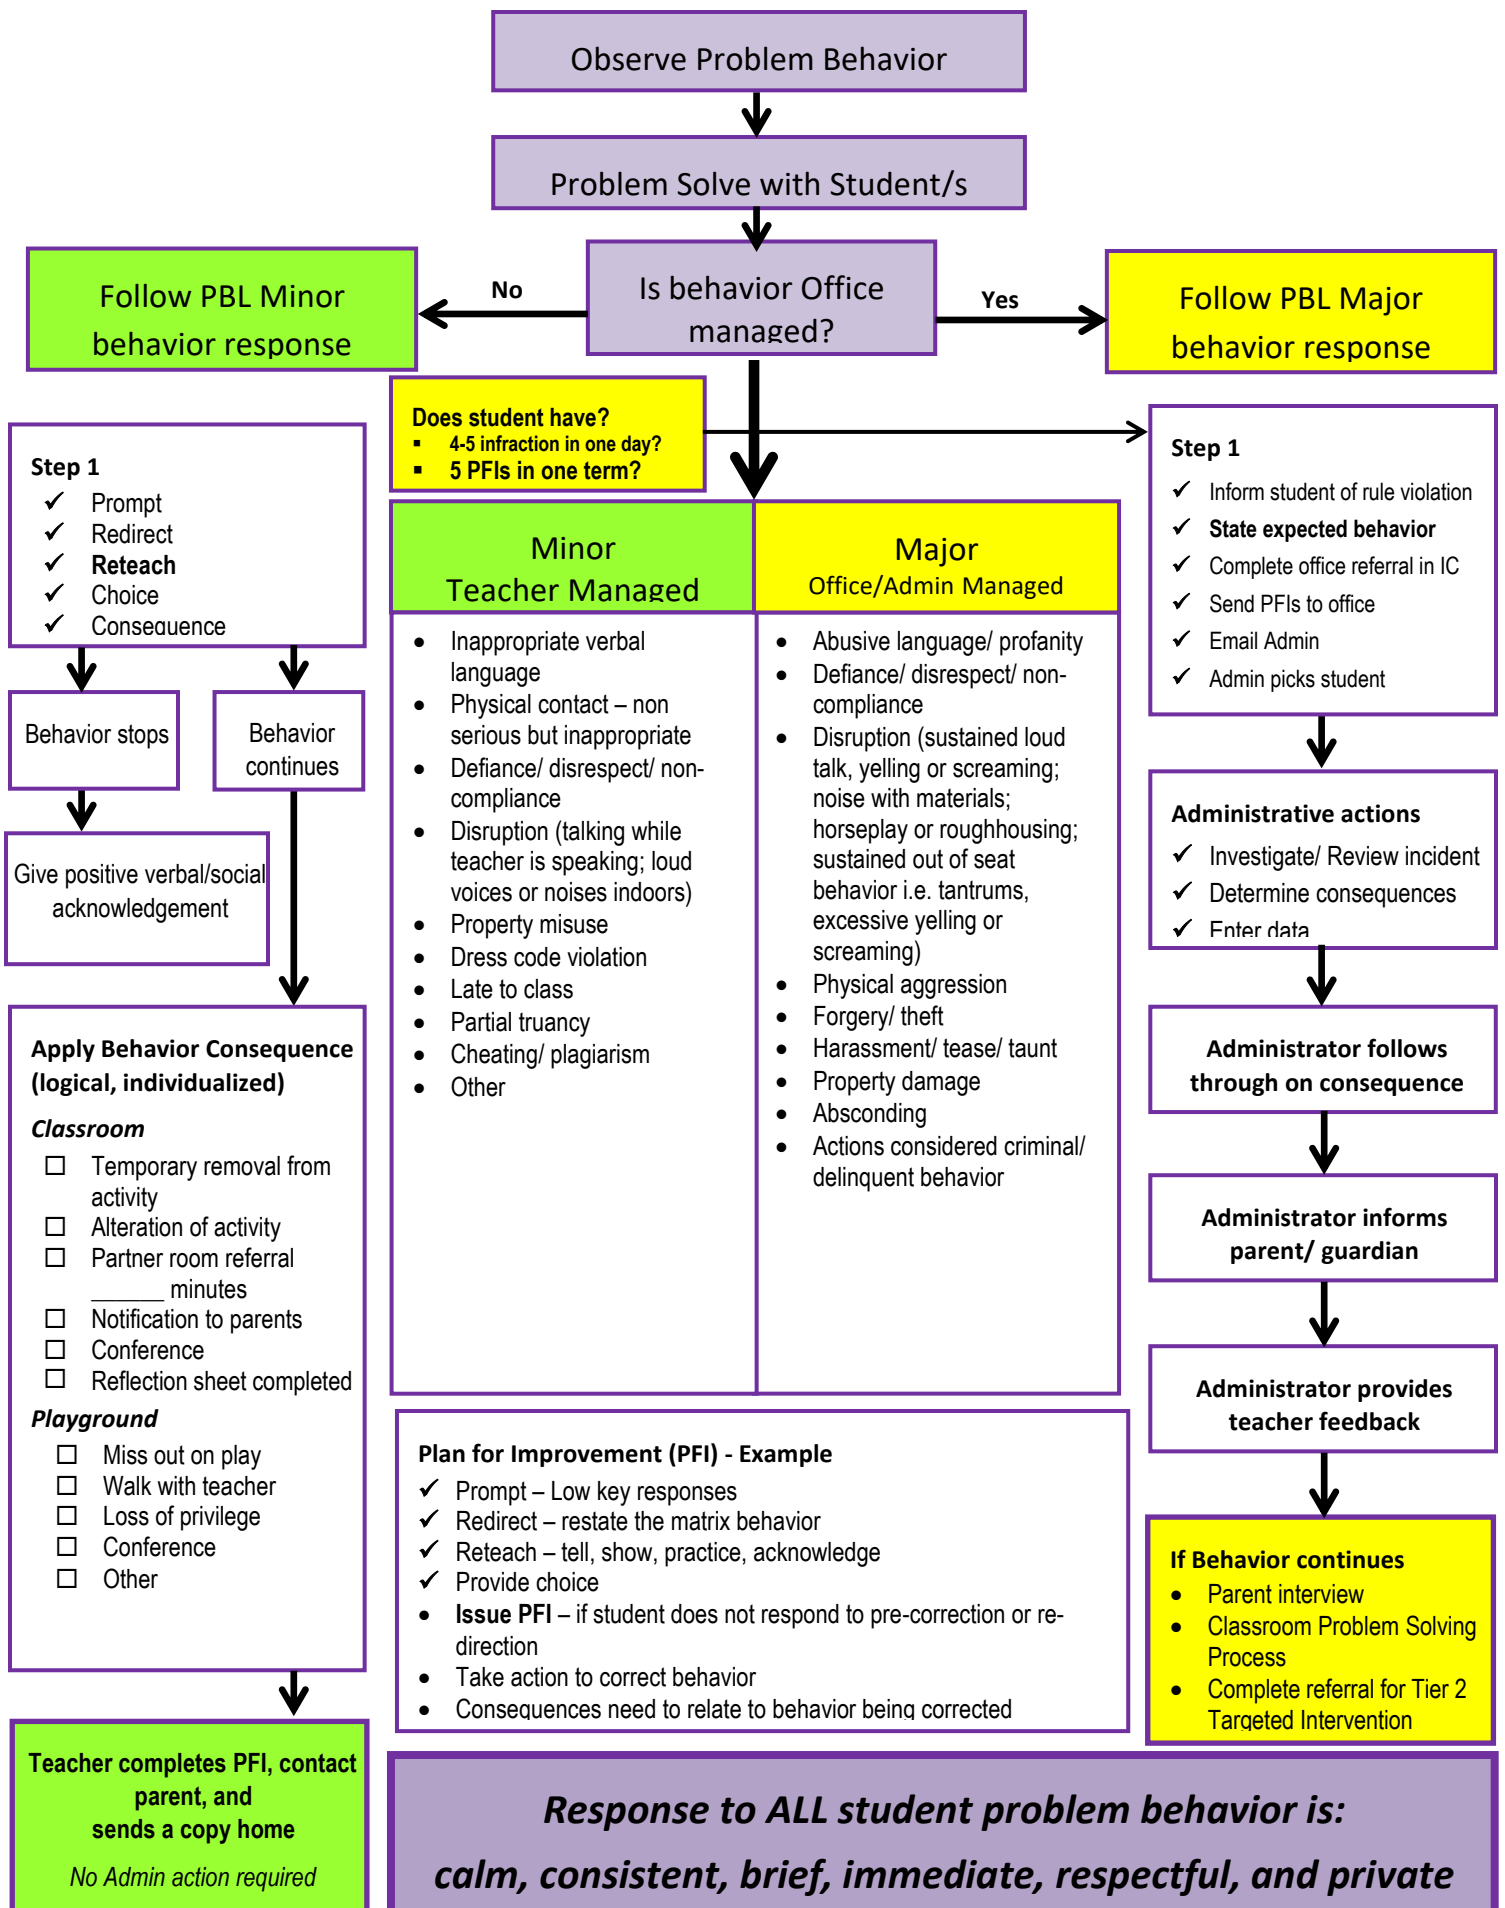 Observe Problem Behavior
Problem Solve with Student/s
Is behavior Office
managed?
No
Yes
Follow PBL Minor
behavior response
Follow PBL Major
behavior response
Does student have?
▪ 4-5 infraction in one day?
▪ 5 PFIs in one term?
Step 1
✓ Prompt
✓ Redirect
✓ Reteach
✓ Choice
✓ Consequence
Behavior stops
Behavior
continues
Give positive verbal/social
acknowledgement
Apply Behavior Consequence
(logical, individualized)
Classroom
☐ Temporary removal from
activity
☐ Alteration of activity
☐ Partner room referral
______ minutes
☐ Notification to parents
☐ Conference
☐ Reflection sheet completed
Playground
☐ Miss out on play
☐ Walk with teacher
☐ Loss of privilege
☐ Conference
☐ Other
Teacher completes PFI, contact
parent, and
sends a copy home
No Admin action required
Minor
Teacher Managed
• Inappropriate verbal
language
• Physical contact – non
serious but inappropriate
• Defiance/ disrespect/ non-
compliance
• Disruption (talking while
teacher is speaking; loud
voices or noises indoors)
• Property misuse
• Dress code violation
• Late to class
• Partial truancy
• Cheating/ plagiarism
• Other
Major
Office/Admin Managed
• Abusive language/ profanity
• Defiance/ disrespect/ non-
compliance
• Disruption (sustained loud
talk, yelling or screaming;
noise with materials;
horseplay or roughhousing;
sustained out of seat
behavior i.e. tantrums,
excessive yelling or
screaming)
• Physical aggression
• Forgery/ theft
• Harassment/ tease/ taunt
• Property damage
• Absconding
• Actions considered criminal/
delinquent behavior
Plan for Improvement (PFI) - Example
✓ Prompt – Low key responses
✓ Redirect – restate the matrix behavior
✓ Reteach – tell, show, practice, acknowledge
✓ Provide choice
• Issue PFI – if student does not respond to pre-correction or re-
direction
• Take action to correct behavior
• Consequences need to relate to behavior being corrected
Step 1
✓ Inform student of rule violation
✓ State expected behavior
✓ Complete office referral in IC
✓ Send PFIs to office
✓ Email Admin
✓ Admin picks student
Administrative actions
✓ Investigate/ Review incident
✓ Determine consequences
✓ Enter data
Administrator follows
through on consequence
Administrator informs
parent/ guardian
Administrator provides
teacher feedback
If Behavior continues
• Parent interview
• Classroom Problem Solving
Process
• Complete referral for Tier 2
Targeted Intervention
Response to ALL student problem behavior is:
calm, consistent, brief, immediate, respectful, and private